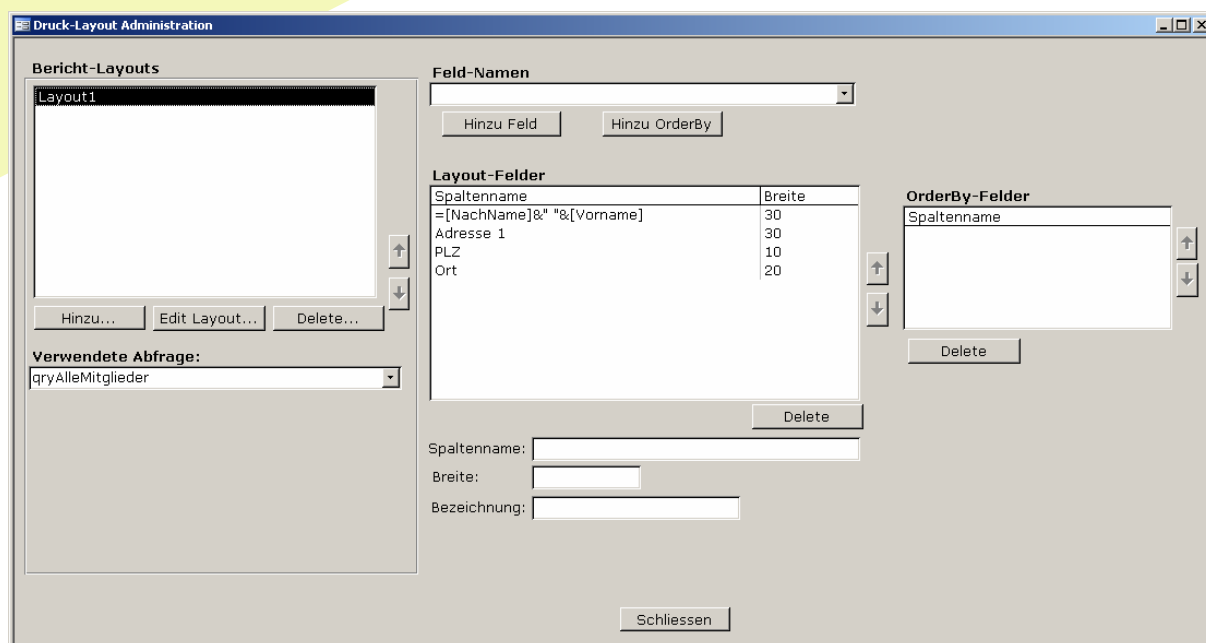 Druck-Layout Administration
Bericht-Layouts
Layout1
Hinzu...
Edit Layout...
Delete...
Verwendete Abfrage:
qryAlleMitglieder
Feld-Namen
Hinzu Feld
Hinzu OrderBy
Layout-Felder
Spaltenname Breite
=[NachName]&" "&[Vorname] 30
Adresse 1 30
PLZ 10
Ort 20
Delete
OrderBy-Felder
Spaltenname
Delete
Spaltenname:
Breite:
Bezeichnung:
Schliessen